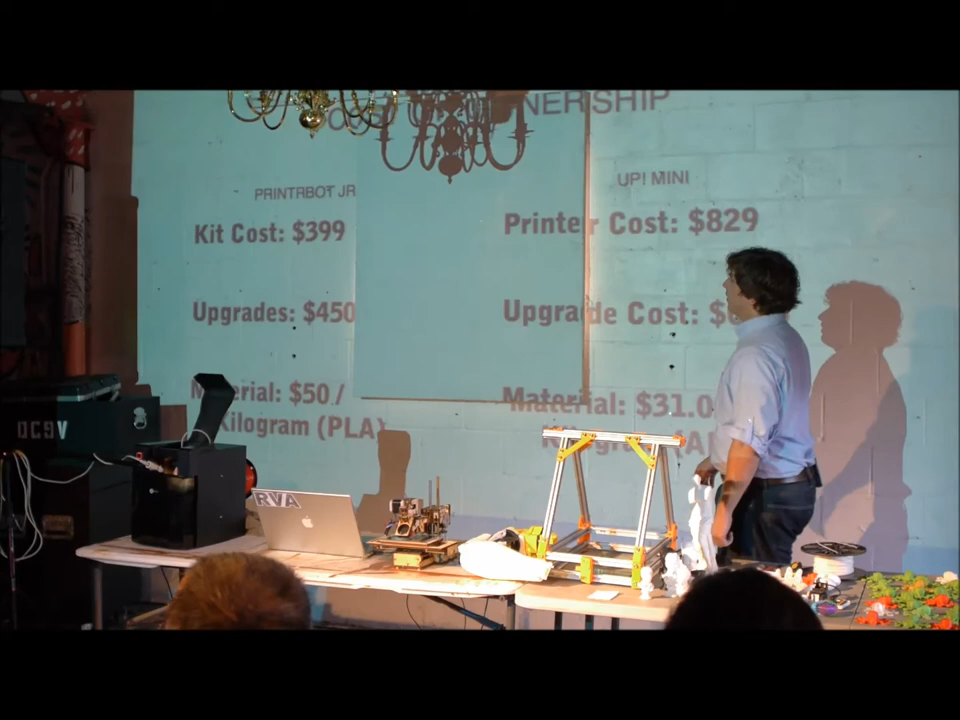 NERSHIP
PRINTRBOT JR
UP! MINI
Kit Cost: $399
Printer Cost: $829
Upgrades: $450
Upgrade Cost: $
Material: $50 /
Material: $31.0
Kilogram (PLA)
OC9V
RVA